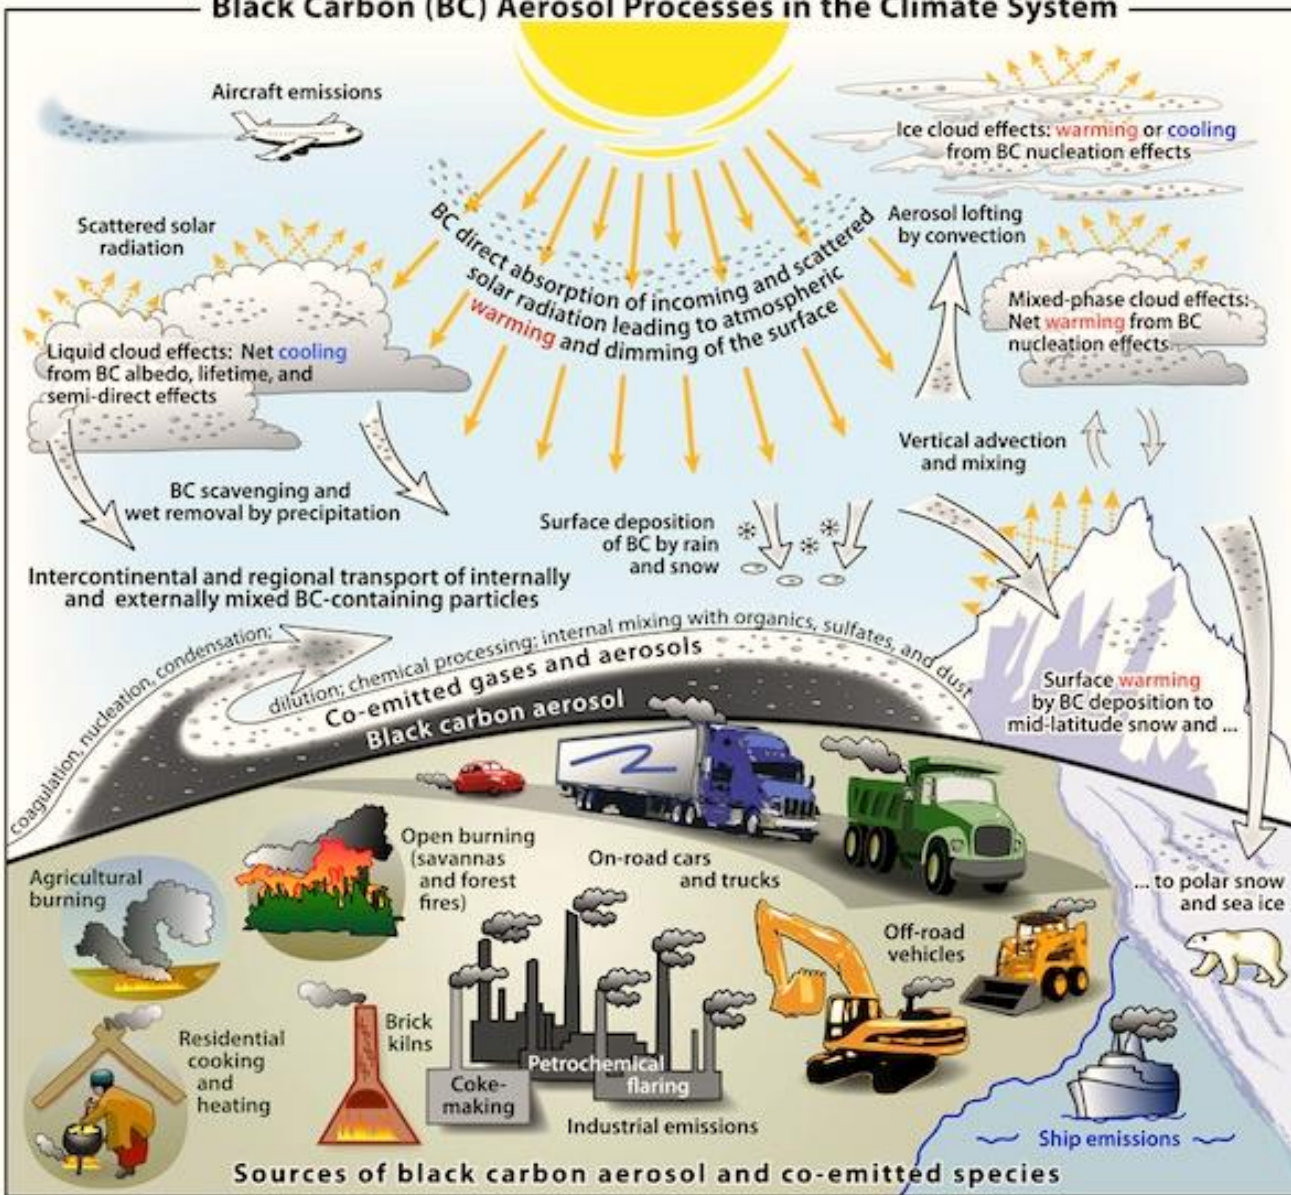 Black Carbon (BC) Aerosol Processes in the Climate System
Aircraft emissions
Ice cloud effects: warming or cooling
from BC nucleation effects
Scattered solar
radiation
BC direct absorption of incoming and scattered
solar radiation leading to atmospheric
warming and dimming of the surface
Aerosol lofting
by convection
Mixed-phase cloud effects:
Net warming from BC
nucleation effects
Liquid cloud effects: Net cooling
from BC albedo, lifetime, and
semi-direct effects
Vertical advection
and mixing
BC scavenging and
wet removal by precipitation
Surface deposition
of BC by rain
and snow
Intercontinental and regional transport of internally
and externally mixed BC-containing particles
coagulation, nucleation, condensation;
dilution; chemical processing; internal mixing with organics, sulfates, and dust
Co-emitted gases and aerosols
Black carbon aerosol
Surface warming
by BC deposition to
mid-latitude snow and ...
... to polar snow
and sea ice
Agricultural
burning
Open burning
(savannas
and forest
fires)
On-road cars
and trucks
Off-road
vehicles
Residential
cooking
and
heating
Brick
kilns
Coke-
making
Petrochemical
flaring
Industrial emissions
Ship emissions
Sources of black carbon aerosol and co-emitted species